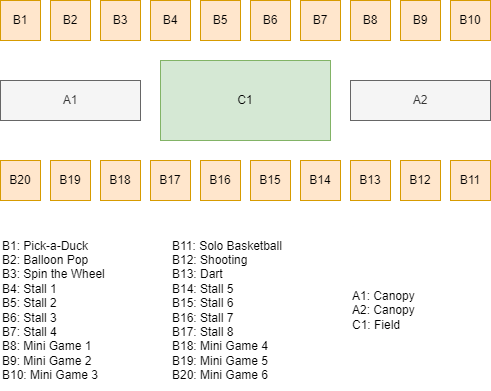 B1 B2 B3 B4 B5 B6 B7 B8 B9 B10
A1 C1 A2
B20 B19 B18 B17 B16 B15 B14 B13 B12 B11
B1: Pick-a-Duck
B2: Balloon Pop
B3: Spin the Wheel
B4: Stall 1
B5: Stall 2
B6: Stall 3
B7: Stall 4
B8: Mini Game 1
B9: Mini Game 2
B10: Mini Game 3
B11: Solo Basketball
B12: Shooting
B13: Dart
B14: Stall 5
B15: Stall 6
B16: Stall 7
B17: Stall 8
B18: Mini Game 4
B19: Mini Game 5
B20: Mini Game 6
A1: Canopy
A2: Canopy
C1: Field